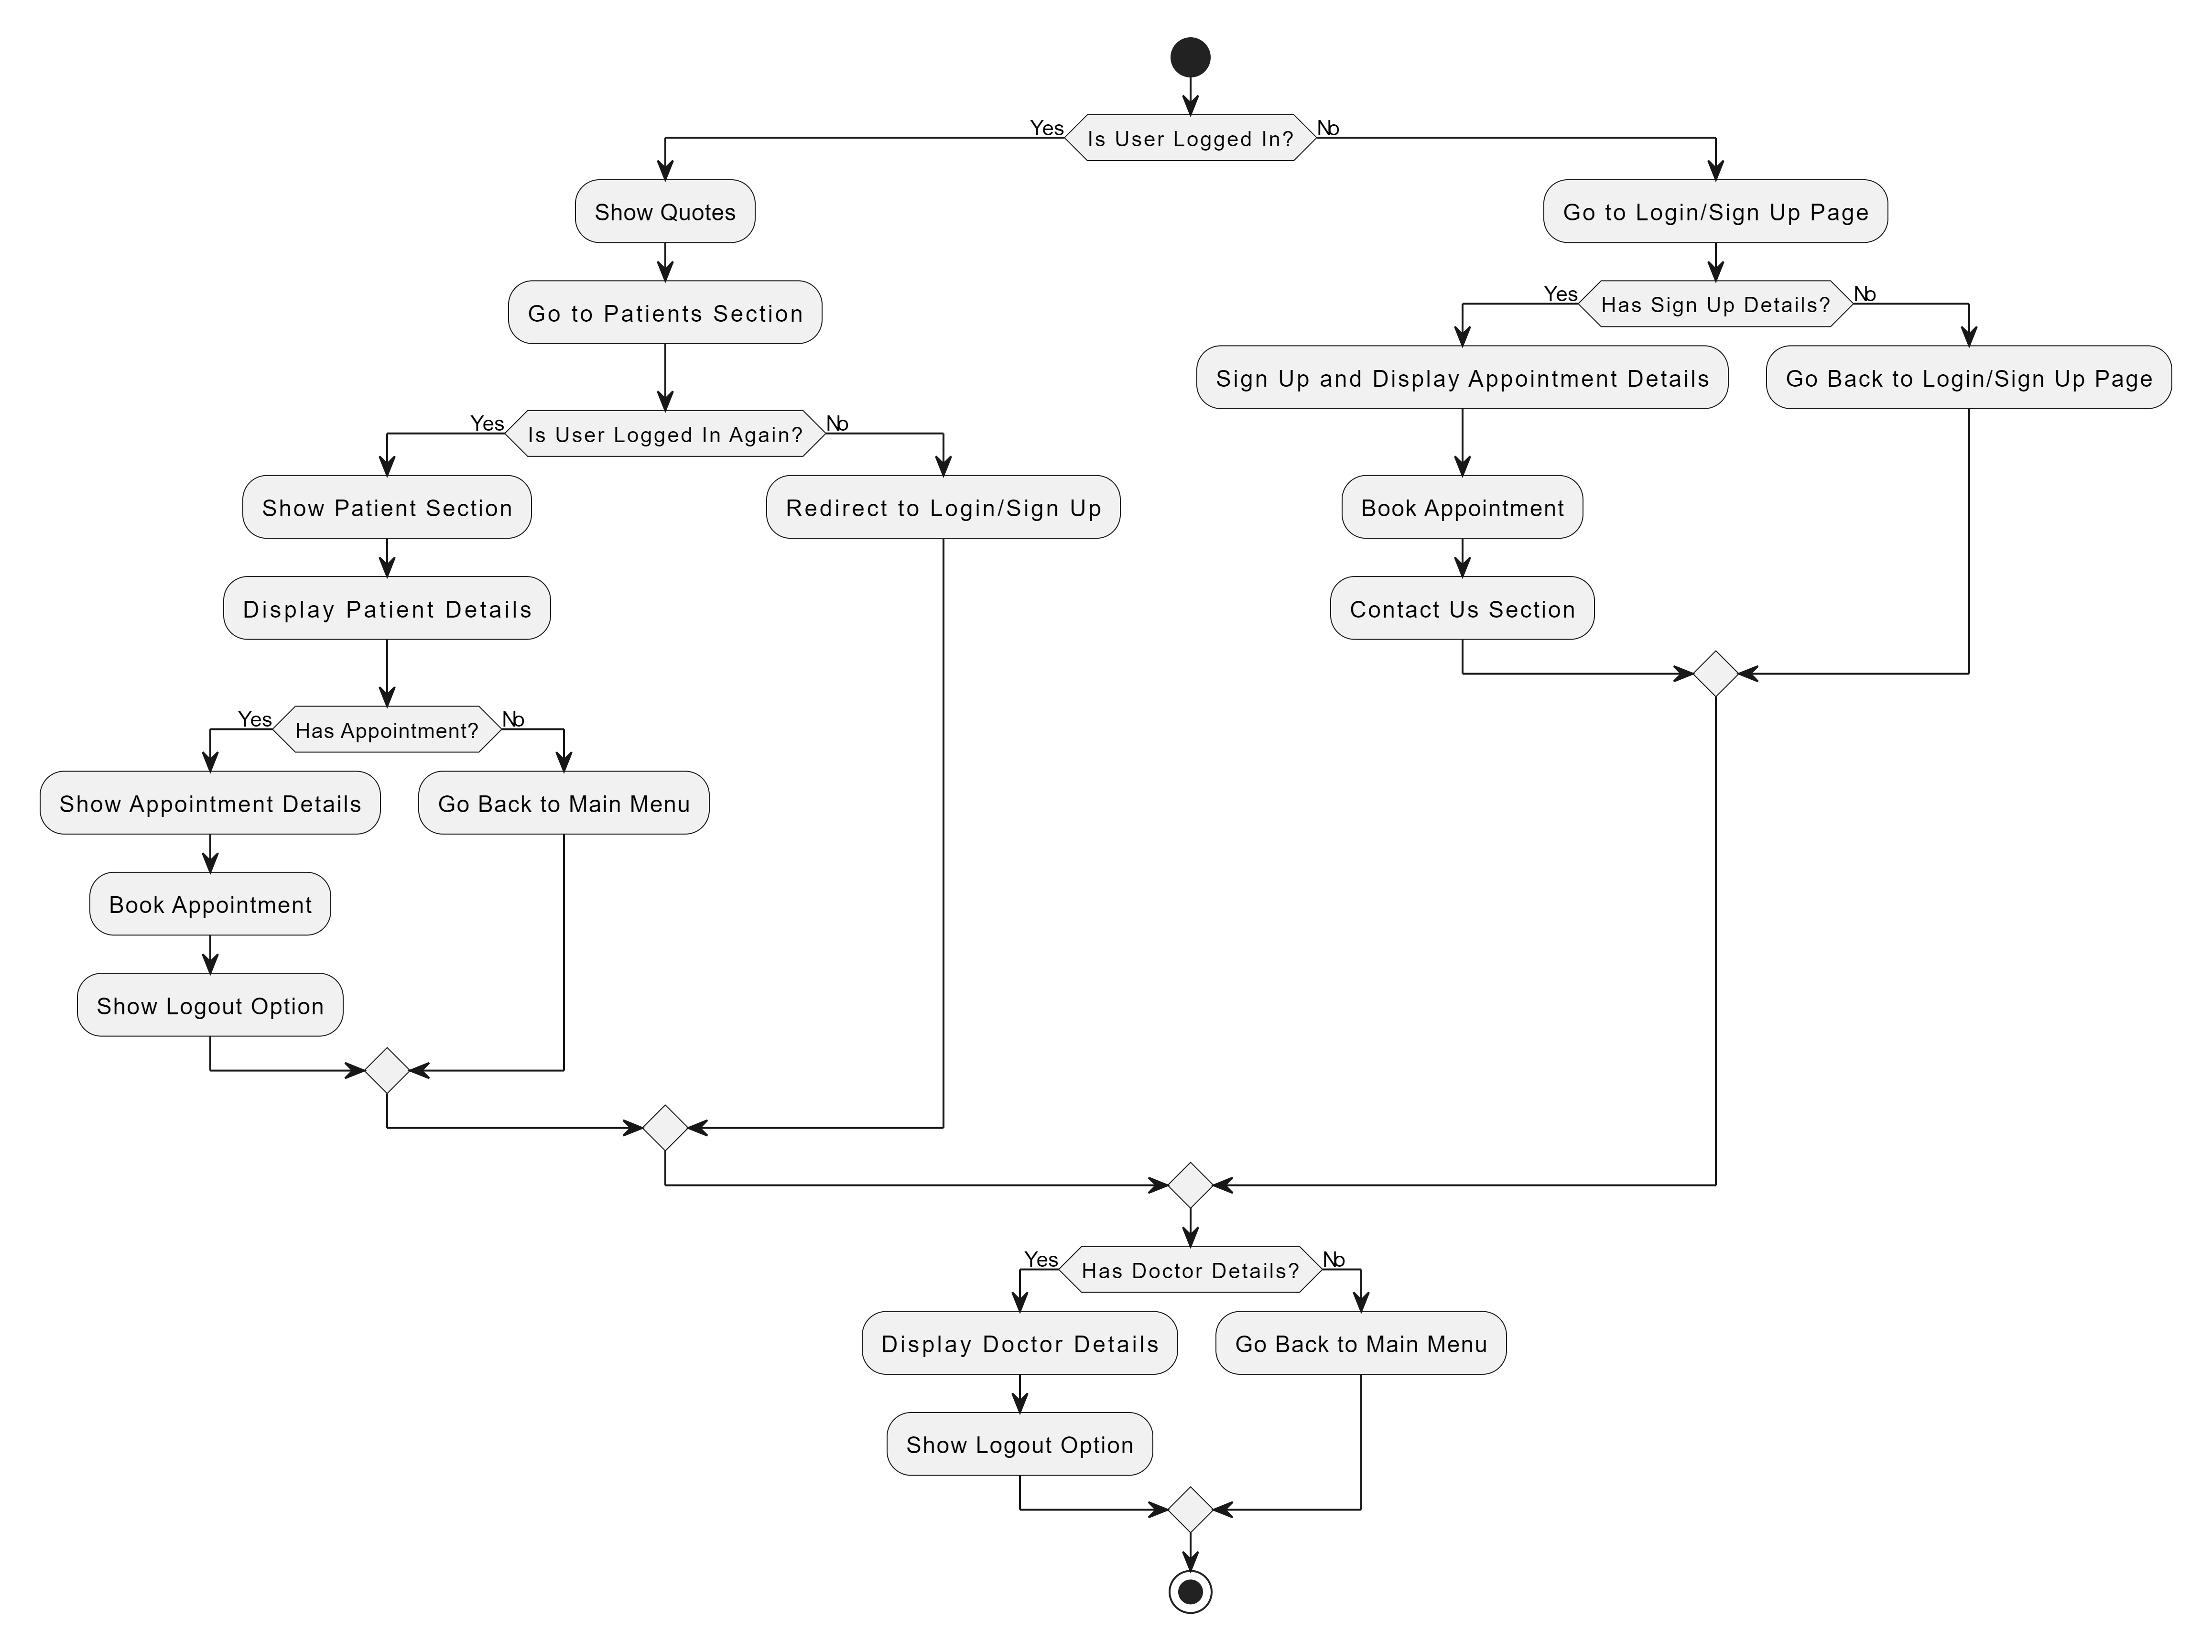 Yes
Is User Logged In?
No
Show Quotes
Go to Login/Sign Up Page
Go to Patients Section
Yes
Has Sign Up Details?
No
Sign Up and Display Appointment Details
Go Back to Login/Sign Up Page
Yes
Is User Logged In Again?
No
Show Patient Section
Redirect to Login/Sign Up
Book Appointment
Display Patient Details
Contact Us Section
Yes
Has Appointment?
No
Show Appointment Details
Go Back to Main Menu
Book Appointment
Show Logout Option
Yes
Has Doctor Details?
No
Display Doctor Details
Go Back to Main Menu
Show Logout Option